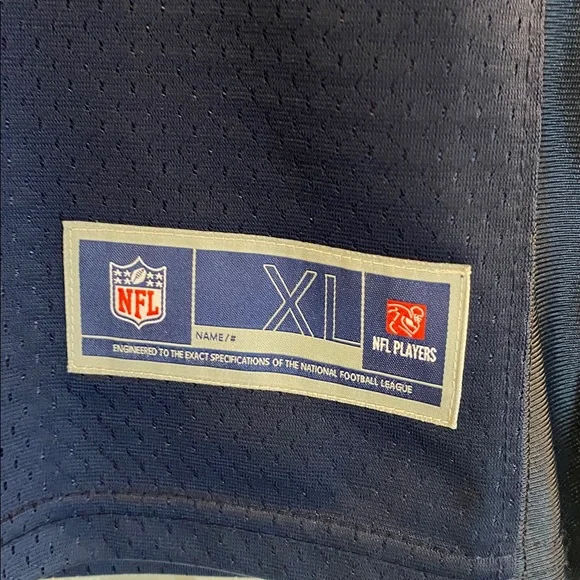 NFL
NAME/#
XL
NFL PLAYERS
ENGINEERED TO THE EXACT SPECIFICATIONS OF THE NATIONAL FOOTBALL LEAGUE